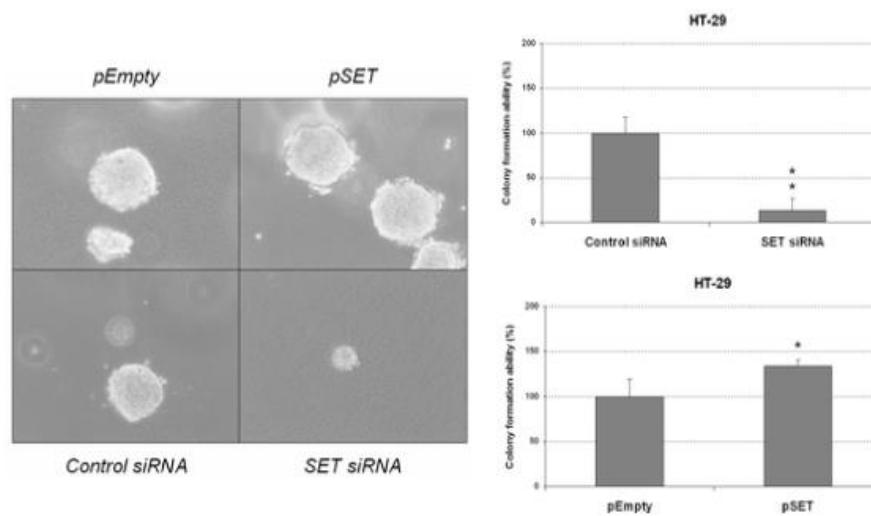 pEmpty
pSET
Control siRNA
SET siRNA
HT-29
Colony formation ability (%)
200
150
100
50
0
* *
Control siRNA
SET siRNA
HT-29
Colony formation ability (%)
200
150
100
50
0
*
pEmpty
pSET